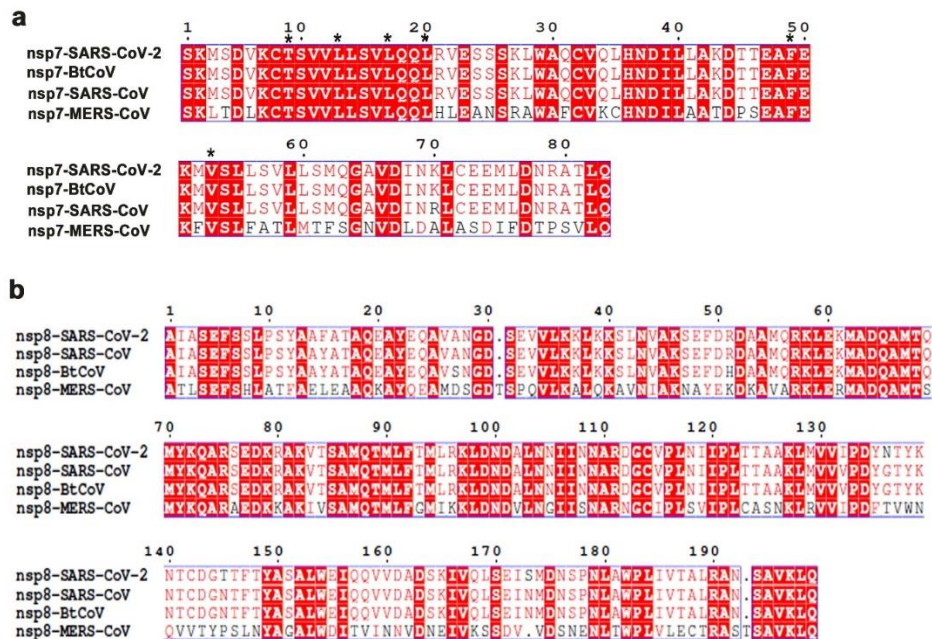 a
1 10 20 30 40 50
* * * * *
nsp7-SARS-CoV-2 SKMSDVKCTSVVLLSVLQQLRVESSSKLWAQCVQLHNDILLAKDTTEAFE
nsp7-BtCoV SKMSDVKCTSVVLLSVLQQLRVESSSKLWAQCVQLHNDILLAKDTTEAFE
nsp7-SARS-CoV SKMSDVKCTSVVLLSVLQQLRVESSSKLWAQCVQLHNDILLAKDTTEAFE
nsp7-MERS-CoV SKLTDLKCTSVVLLSVLQQLHLEANSRAWAFCVKCHNDILAATDPSEAFE
* 60 70 80
nsp7-SARS-CoV-2 KMVSLLSVLLSMQGAVDINKLCEEMLDNRATLQ
nsp7-BtCoV KMVSLLSVLLSMQGAVDINKLCEEMLDNRATLQ
nsp7-SARS-CoV KMVSLLSVLLSMQGAVDINRLCEEMLDNRATLQ
nsp7-MERS-CoV KFVSLFATLMTFSGNVDLDALASDIFDTPSVLQ
b
1 10 20 30 40 50 60
nsp8-SARS-CoV-2 AIASEFSSLPSYAAFATAQEAYEQAVANGD.SEVVLKKLKKSLNVAKSEFDRDAAMQRKLEKMADQAMTQ
nsp8-SARS-CoV AIASEFSSLPSYAAYATAQEAYEQAVANGD.SEVVLKKLKKSLNVAKSEFDRDAAMQRKLEKMADQAMTQ
nsp8-BtCoV AIASEFSSLPSYAAYATAQEAYEQAVSNGD.SEVVLKKLKKSLNVAKSEFDHDAAMQRKLEKMADQAMTQ
nsp8-MERS-CoV ATLSEFSHLATFAELEAAQKAYQEAMDSGDTSPQVLKALQKAVNIAKNAYEKDKAVARKLERMADQAMTS
70 80 90 100 110 120 130
nsp8-SARS-CoV-2 MYKQARSEDKRAKVTSAMQTMLFTMLRKLDNDALNNIINNARDGCVPLNIIPLTTAAKLMVVIPDYNTYK
nsp8-SARS-CoV MYKQARSEDKRAKVTSAMQTMLFTMLRKLDNDALNNIINNARDGCVPLNIIPLTTAAKLMVVVPDYGTYK
nsp8-BtCoV MYKQARSEDKRAKVTSAMQTMLFTMLRKLDNDALNNIINNARDGCVPLNIIPLTTAAKLMVVVPDYGTYK
nsp8-MERS-CoV MYKQARAEDKKAKIVSAMQTMLFGMIKKLDNDVLNGIISNARNGCIPLSVIPLCASNKLRVVIPDFTVWN
140 150 160 170 180 190
nsp8-SARS-CoV-2 NTCDGTTFTYASALWEIQQVVDADSKIVQLSEISMDNSPNLAWPLIVTALRAN.SAVKLQ
nsp8-SARS-CoV NTCDGNTFTYASALWEIQQVVDADSKIVQLSEINMDNSPNLAWPLIVTALRAN.SAVKLQ
nsp8-BtCoV NTCDGNTFTYASALWEIQQVVDADSKIVQLSEINMDNSPNLAWPLIVTALRAN.SAVKLQ
nsp8-MERS-CoV QVVTYPSLNYAGALWDITVINNVDNEIVKSSDV.VDSNENLTWPLVLECTRASTSAVKLQ